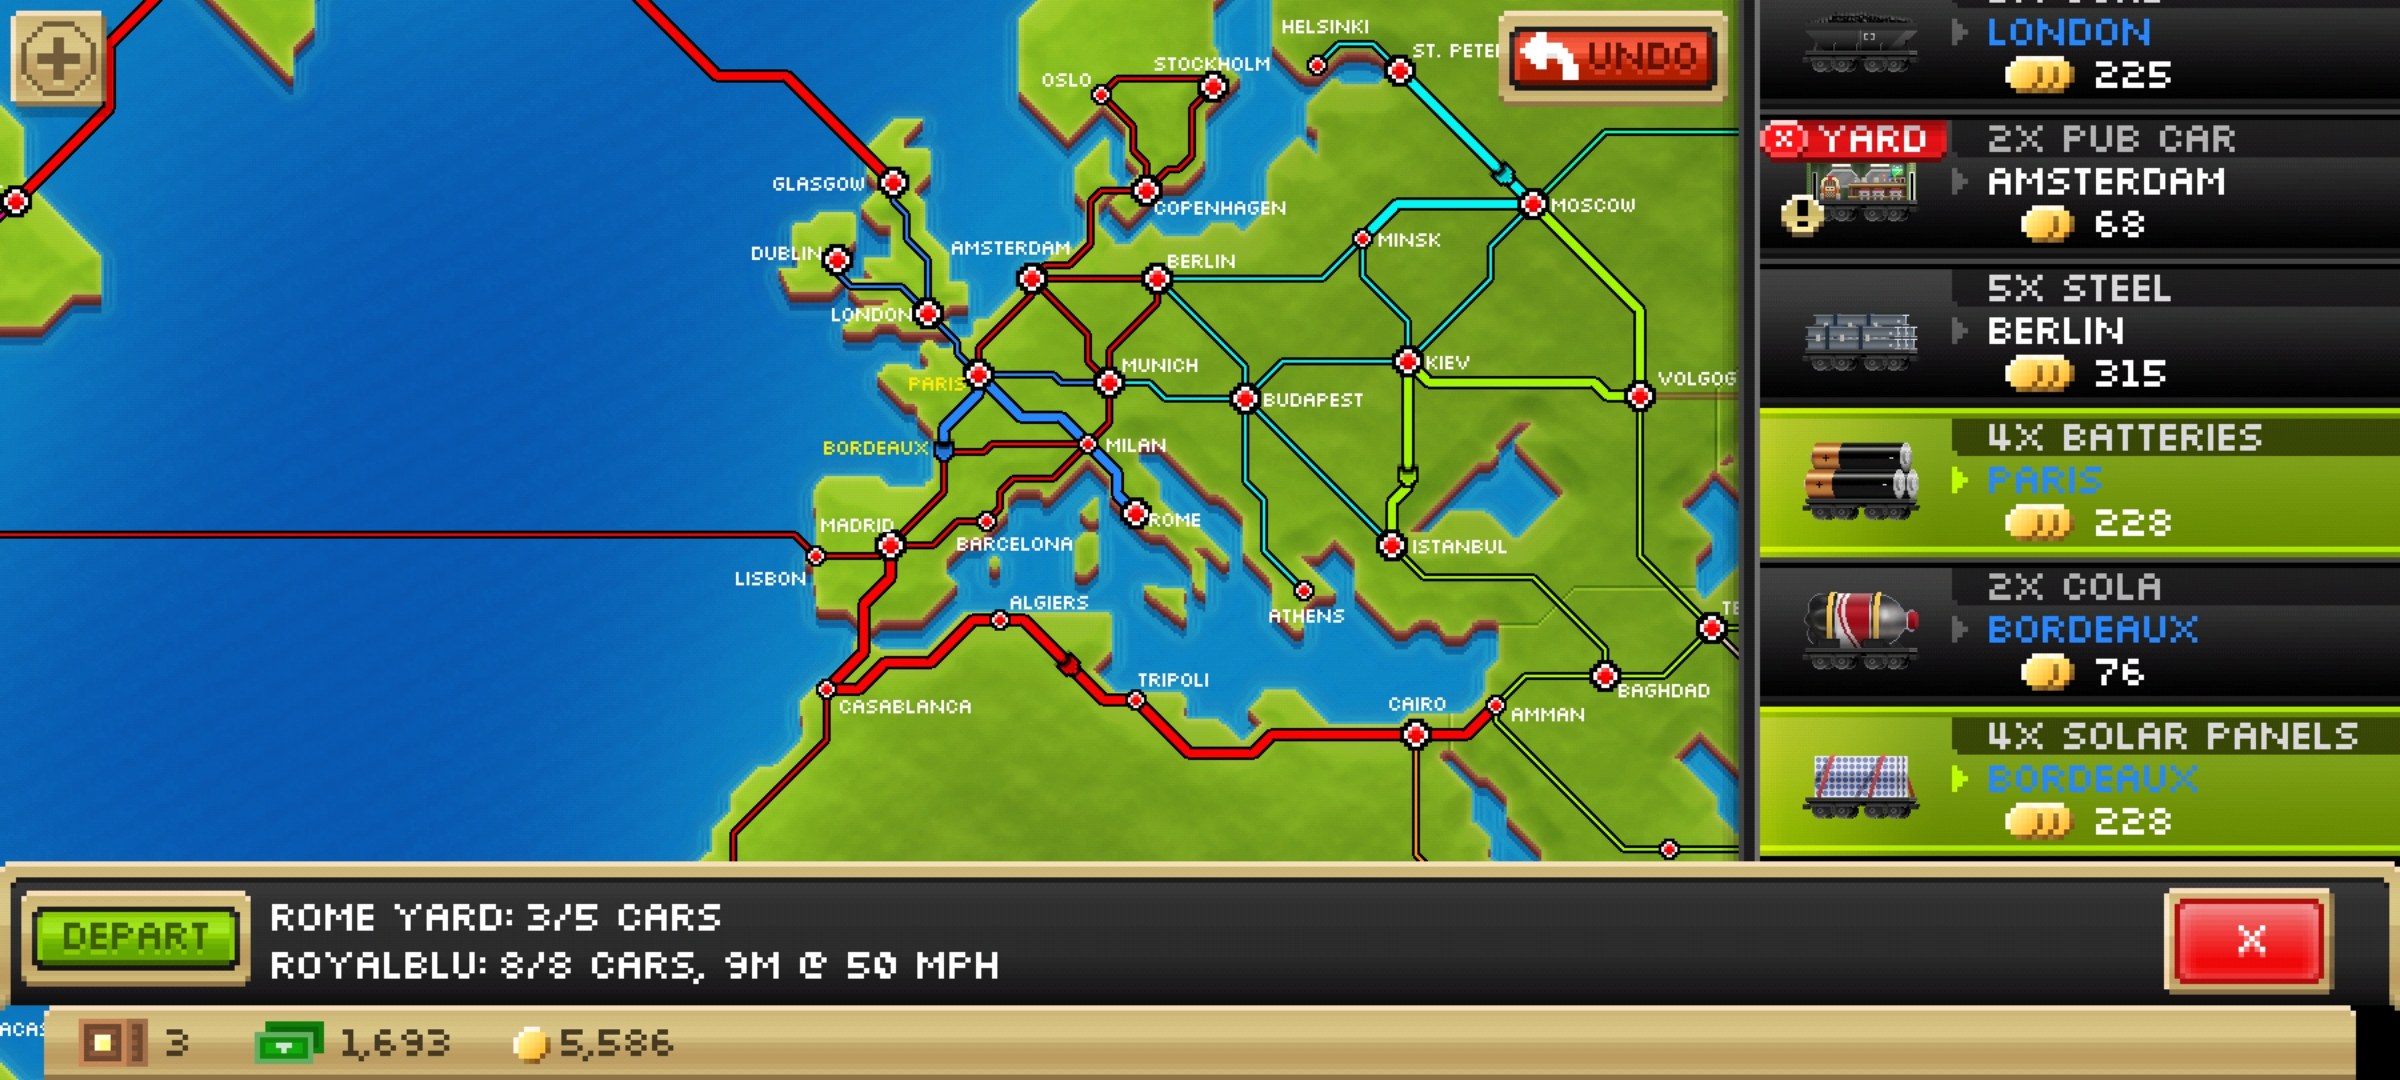 HELSINKI
ST. PETE
UNDO
STOCKHOLM
OSLO
GLASGOW
COPENHAGEN
MOSCOW
MINSK
DUBLIN
AMSTERDAM
BERLIN
LONDON
MUNICH
KIEV
VOLGOG
PARIS
BUDAPEST
BORDEAUX
MILAN
MADRID
ROME
BARCELONA
ISTANBUL
LISBON
ALGIERS
ATHENS
TE
TRIPOLI
CASABLANCA
CAIRO
AMMAN
BAGHDAD
LONDON
225
YARD
2X PUB CAR
AMSTERDAM
68
5X STEEL
BERLIN
315
4X BATTERIES
PARIS
228
2X COLA
BORDEAUX
76
4X SOLAR PANELS
BORDEAUX
228
DEPART
ROME YARD: 3/5 CARS
ROYALBLU: 8/8 CARS, 9M @ 50 MPH
X
ACAS
3
1,693
5,586